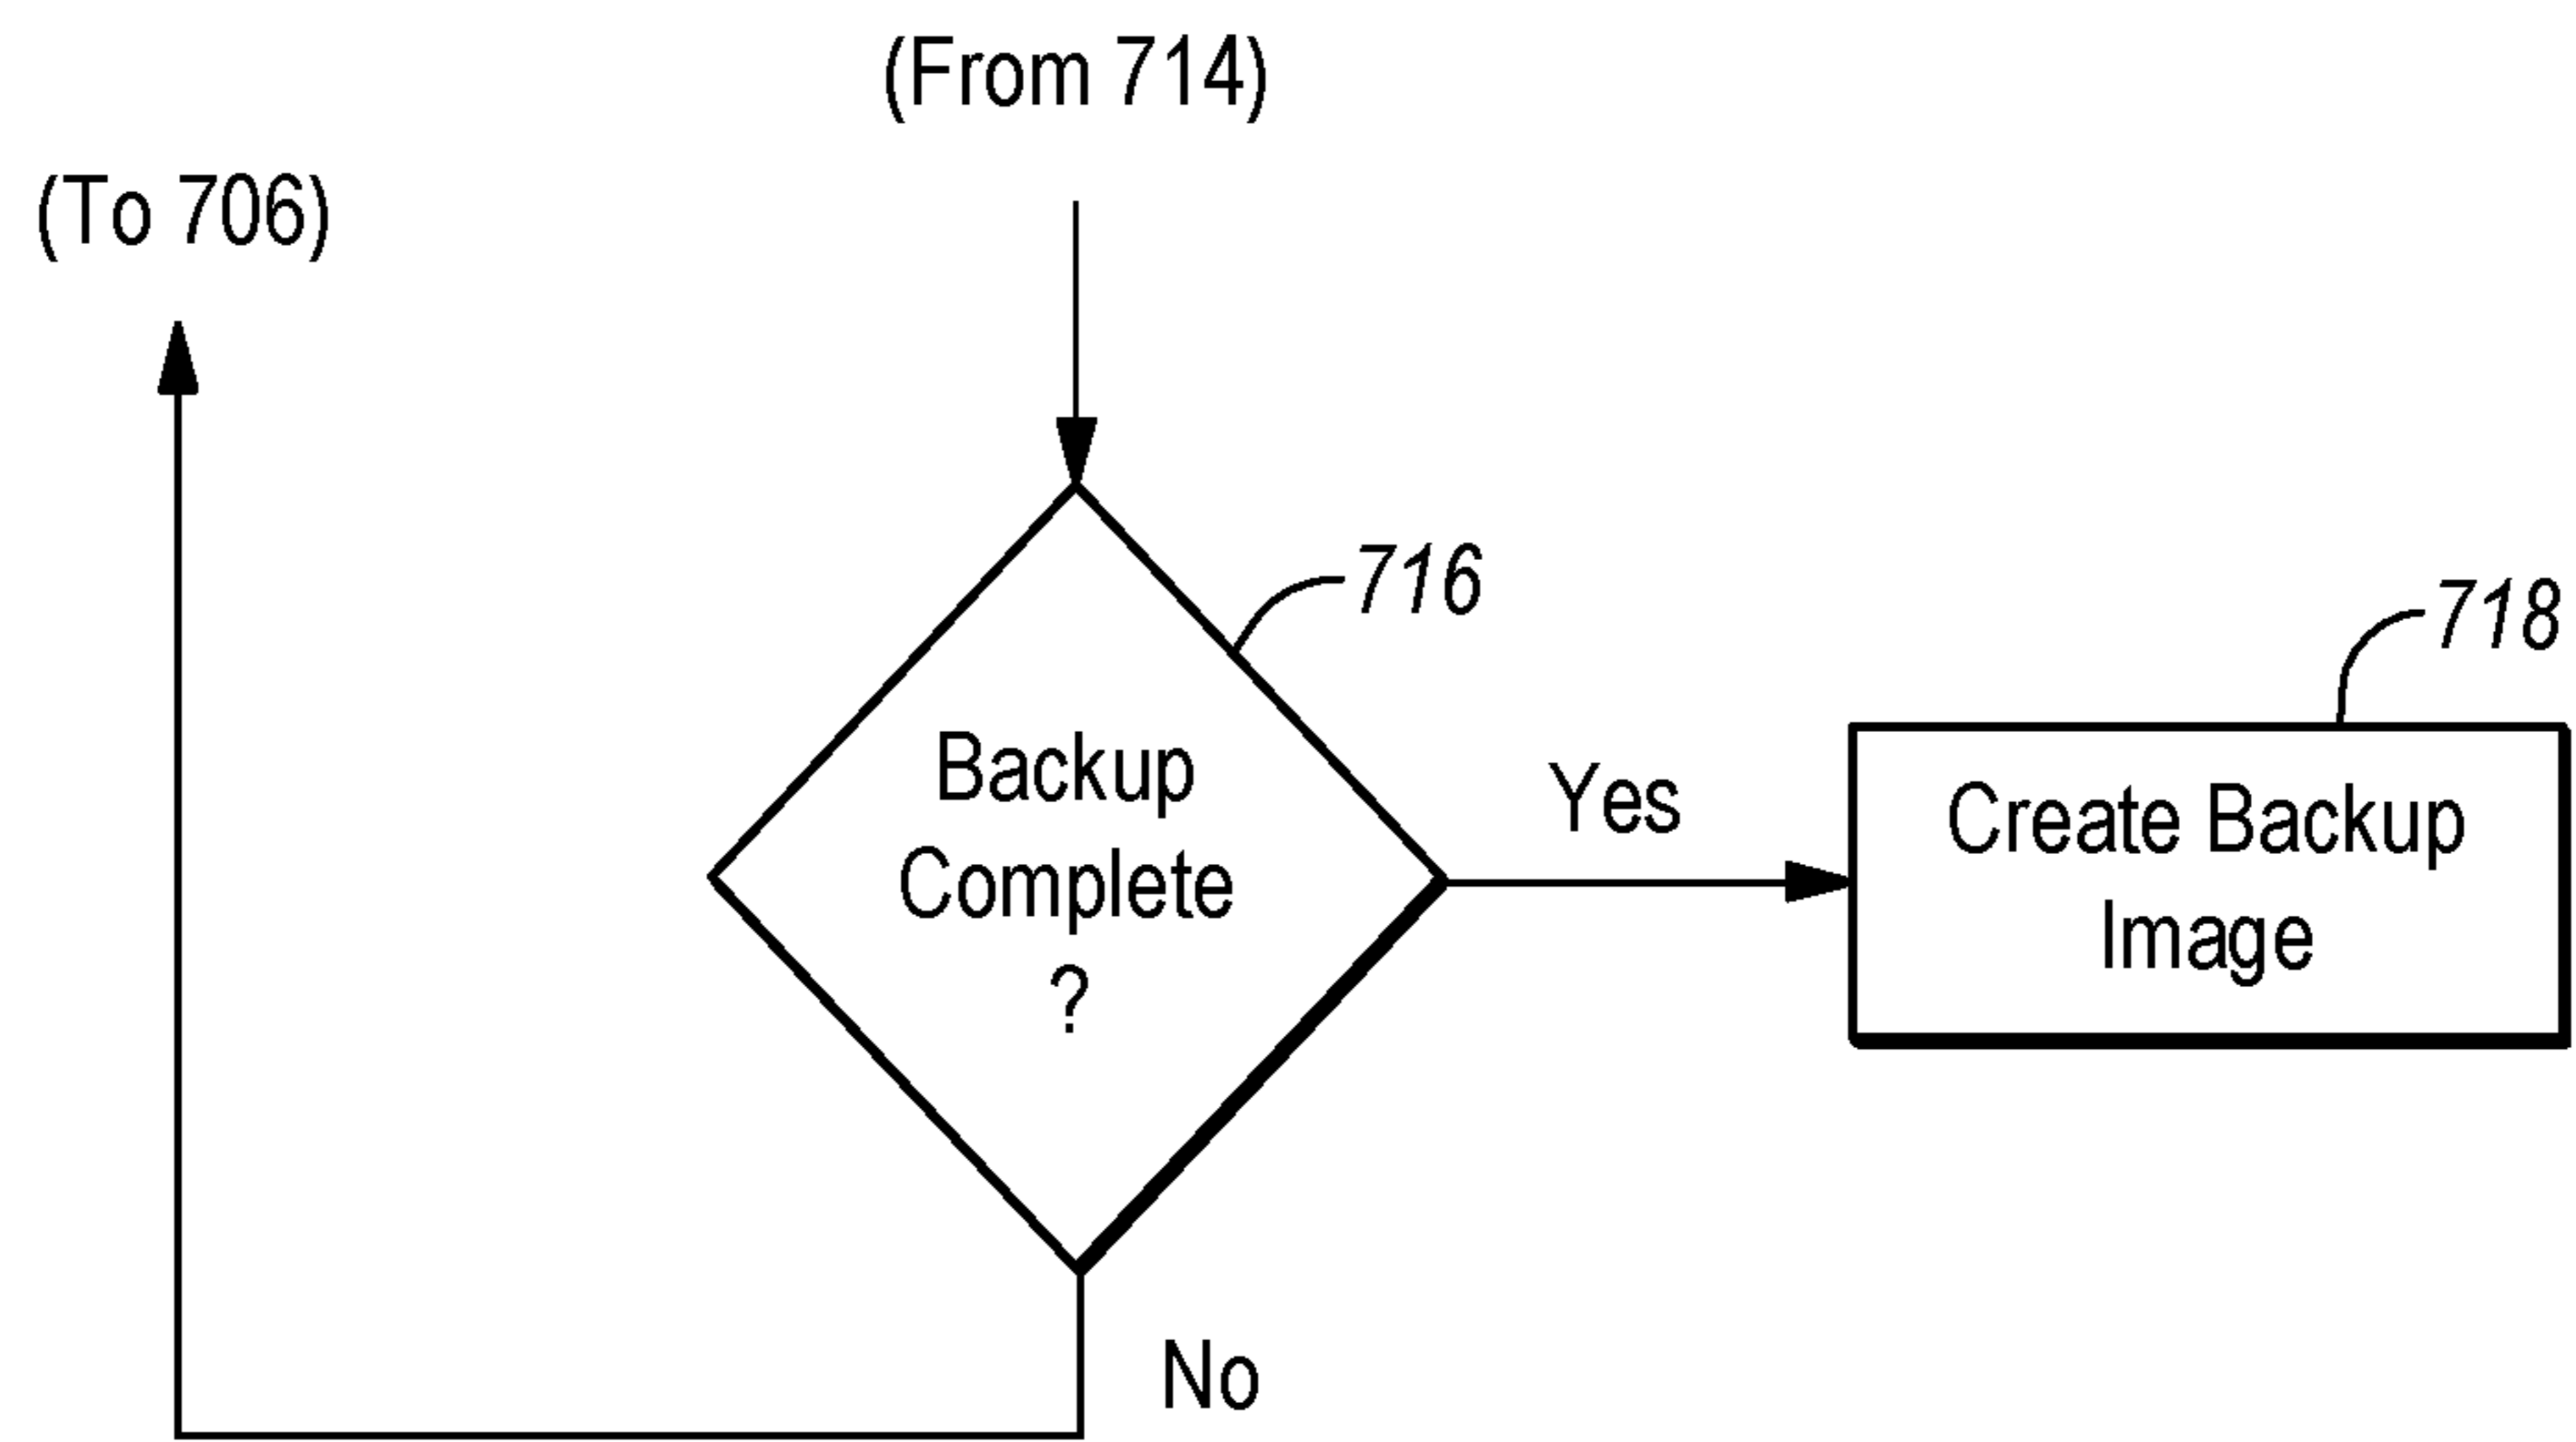 (From 714)
(To 706)
716
718
Backup
Complete
?
Yes
Create Backup
Image
No